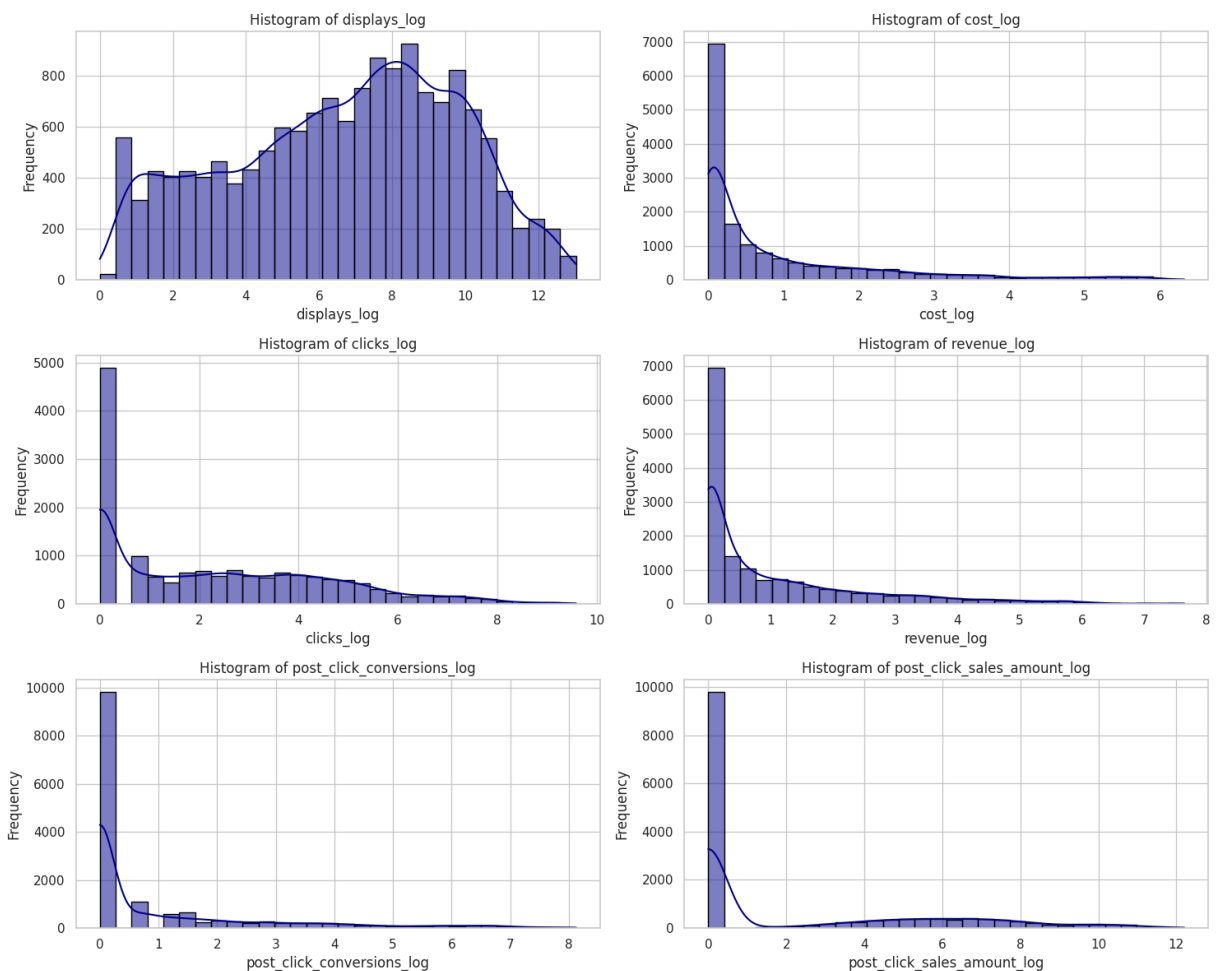 Histogram of displays_log
Frequency
800
600
400
200
0
0 2 4 6 8 10 12
displays_log
Histogram of cost_log
Frequency
7000
6000
5000
4000
3000
2000
1000
0
0 1 2 3 4 5 6
cost_log
Histogram of clicks_log
Frequency
5000
4000
3000
2000
1000
0
0 2 4 6 8 10
clicks_log
Histogram of revenue_log
Frequency
7000
6000
5000
4000
3000
2000
1000
0
0 1 2 3 4 5 6 7 8
revenue_log
Histogram of post_click_conversions_log
Frequency
10000
8000
6000
4000
2000
0
0 1 2 3 4 5 6 7 8
post_click_conversions_log
Histogram of post_click_sales_amount_log
Frequency
10000
8000
6000
4000
2000
0
0 2 4 6 8 10 12
post_click_sales_amount_log